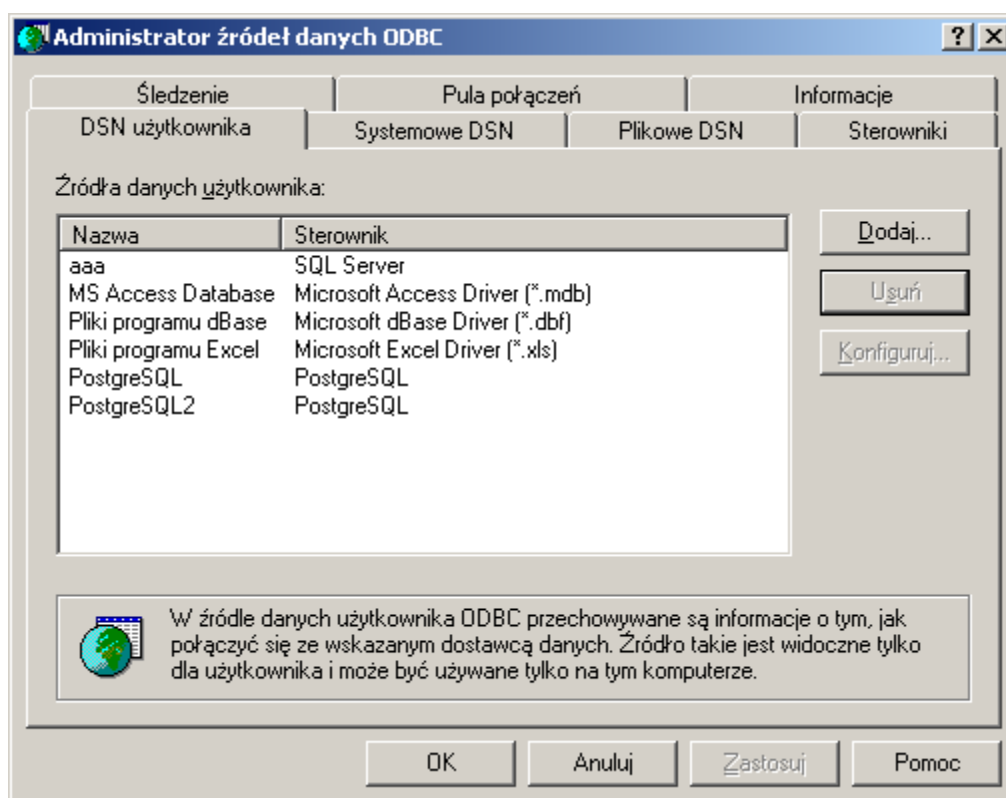 Administrator źródeł danych ODBC
Śledzenie
Pula połączeń
Informacje
DSN użytkownika
Systemowe DSN
Plikowe DSN
Sterowniki
Źródła danych użytkownika:
Nazwa Sterownik
aaa SQL Server
MS Access Database Microsoft Access Driver (*.mdb)
Pliki programu dBase Microsoft dBase Driver (*.dbf)
Pliki programu Excel Microsoft Excel Driver (*.xls)
PostgreSQL PostgreSQL
PostgreSQL2 PostgreSQL
Dodaj...
Usuń
Konfiguruj...
W źródle danych użytkownika ODBC przechowywane są informacje o tym, jak
połączyć się ze wskazanym dostawcą danych. Źródło takie jest widoczne tylko
dla użytkownika i może być używane tylko na tym komputerze.
OK
Anuluj
Zastosuj
Pomoc